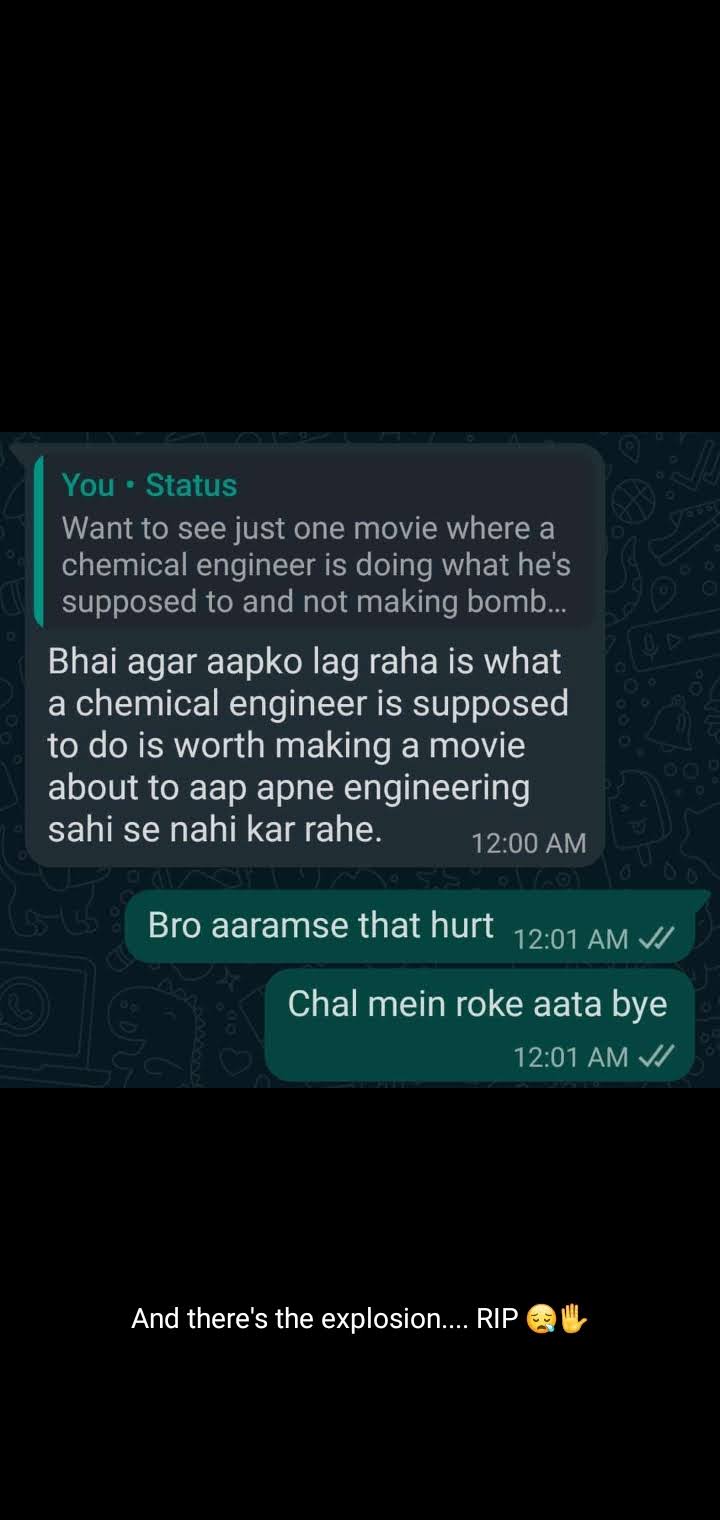 You • Status
Want to see just one movie where a
chemical engineer is doing what he's
supposed to and not making bomb...
Bhai agar aapko lag raha is what
a chemical engineer is supposed
to do is worth making a movie
about to aap apne engineering
sahi se nahi kar rahe.
12:00 AM
Bro aaramse that hurt 12:01 AM
Chal mein roke aata bye
12:01 AM
And there's the explosion.... RIP 😪🤚